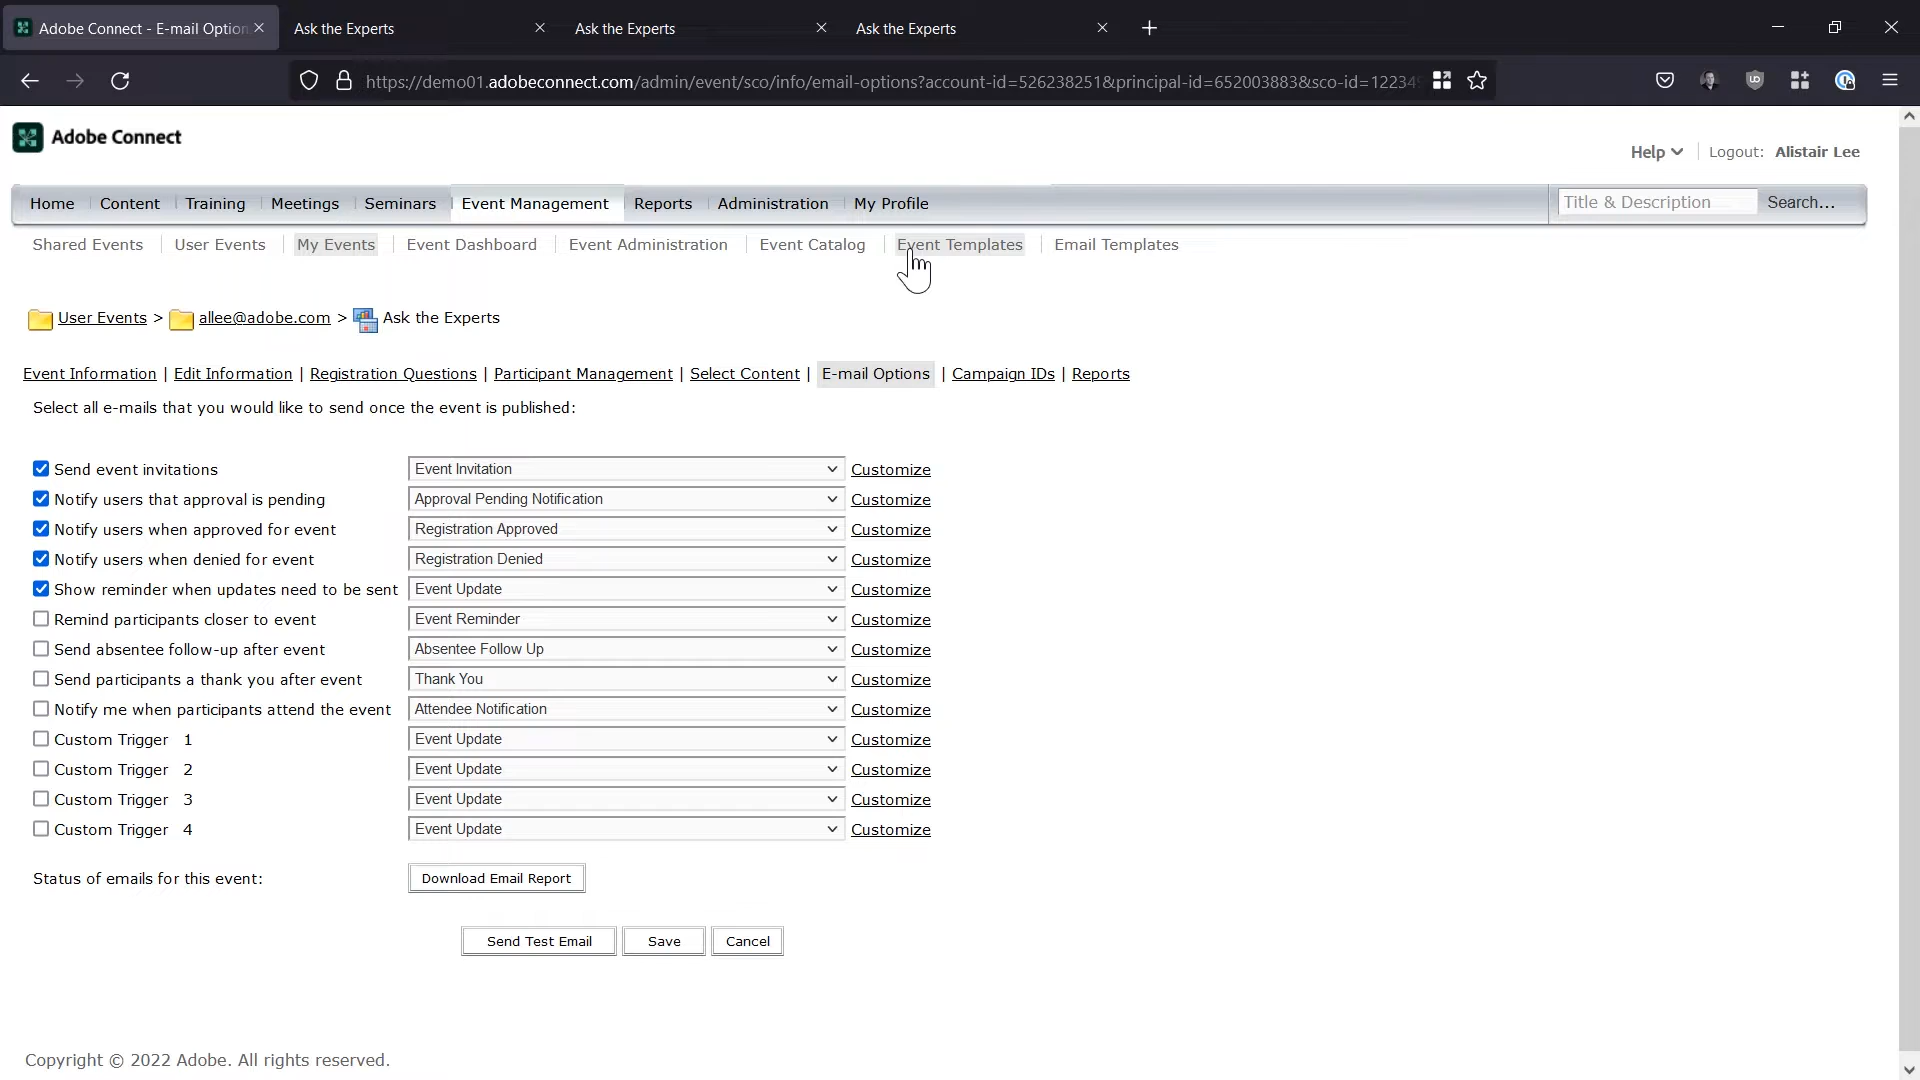 Adobe Connect - E-mail Option
Ask the Experts
Ask the Experts
Ask the Experts
https://demo01.adobeconnect.com/admin/event/sco/info/email-options?account-id=526238251&principal-id=652003883&sco-id=12234
Adobe Connect
Help
Logout: Alistair Lee
Home
Content
Training
Meetings
Seminars
Event Management
Reports
Administration
My Profile
Title & Description
Search...
Shared Events
User Events
My Events
Event Dashboard
Event Administration
Event Catalog
Event Templates
Email Templates
User Events > allee@adobe.com > Ask the Experts
Event Information | Edit Information | Registration Questions | Participant Management | Select Content | E-mail Options | Campaign IDs | Reports
Select all e-mails that you would like to send once the event is published:
Send event invitations Event Invitation Customize
Notify users that approval is pending Approval Pending Notification Customize
Notify users when approved for event Registration Approved Customize
Notify users when denied for event Registration Denied Customize
Show reminder when updates need to be sent Event Update Customize
Remind participants closer to event Event Reminder Customize
Send absentee follow-up after event Absentee Follow Up Customize
Send participants a thank you after event Thank You Customize
Notify me when participants attend the event Attendee Notification Customize
Custom Trigger 1 Event Update Customize
Custom Trigger 2 Event Update Customize
Custom Trigger 3 Event Update Customize
Custom Trigger 4 Event Update Customize
Status of emails for this event: Download Email Report
Send Test Email
Save
Cancel
Copyright © 2022 Adobe. All rights reserved.